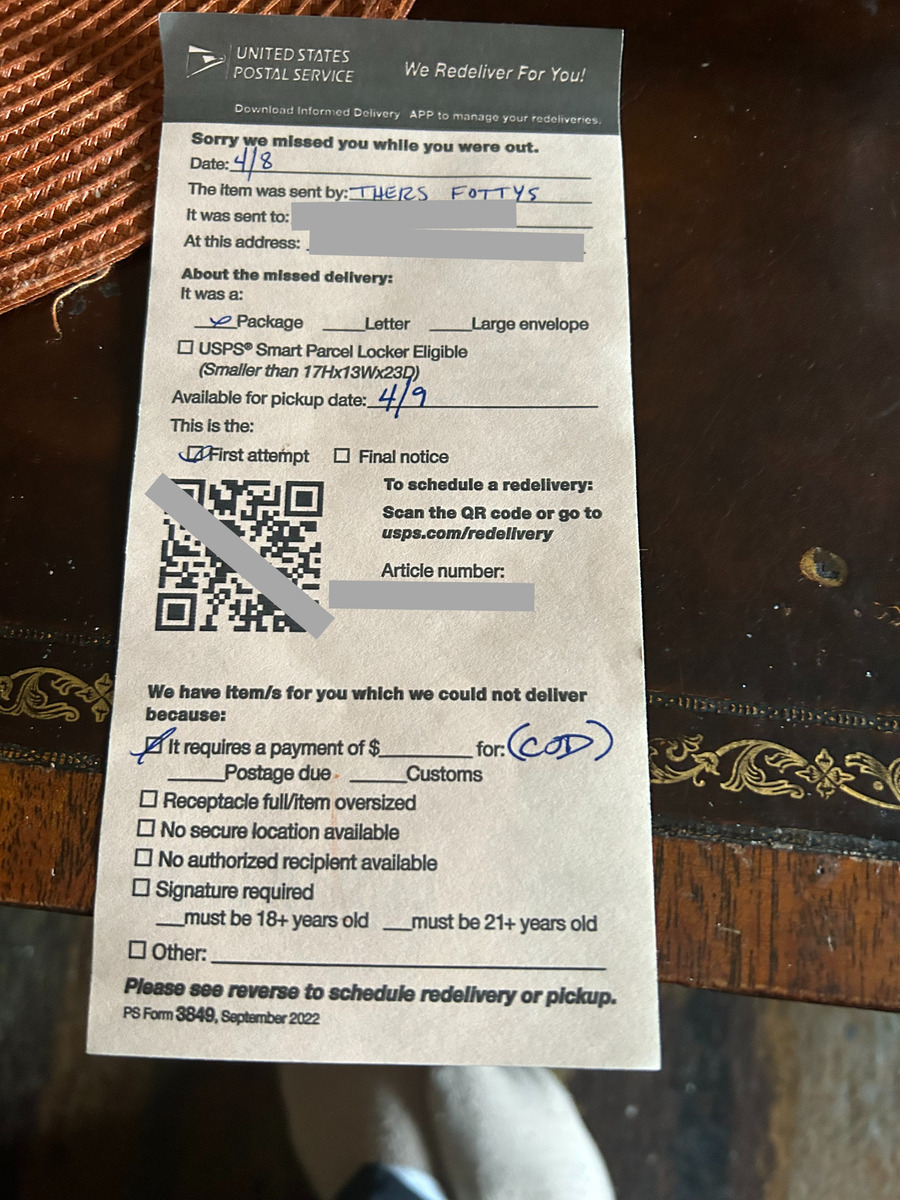 UNITED STATES
POSTAL SERVICE
We Redeliver For You!
Download Informed Delivery APP to manage your redeliveries.
Sorry we missed you while you were out.
Date: 4/8
The item was sent by: THERS FOTTYS
It was sent to:
At this address:
About the missed delivery:
It was a:
Package Letter Large envelope
USPS® Smart Parcel Locker Eligible
(Smaller than 17Hx13Wx23D)
Available for pickup date: 4/9
This is the:
First attempt Final notice
To schedule a redelivery:
Scan the QR code or go to
usps.com/redelivery
Article number:
We have item/s for you which we could not deliver
because:
It requires a payment of $ for: (COD)
Postage due Customs
Receptacle full/item oversized
No secure location available
No authorized recipient available
Signature required
must be 18+ years old must be 21+ years old
Other:
Please see reverse to schedule redelivery or pickup.
PS Form 3849, September 2022